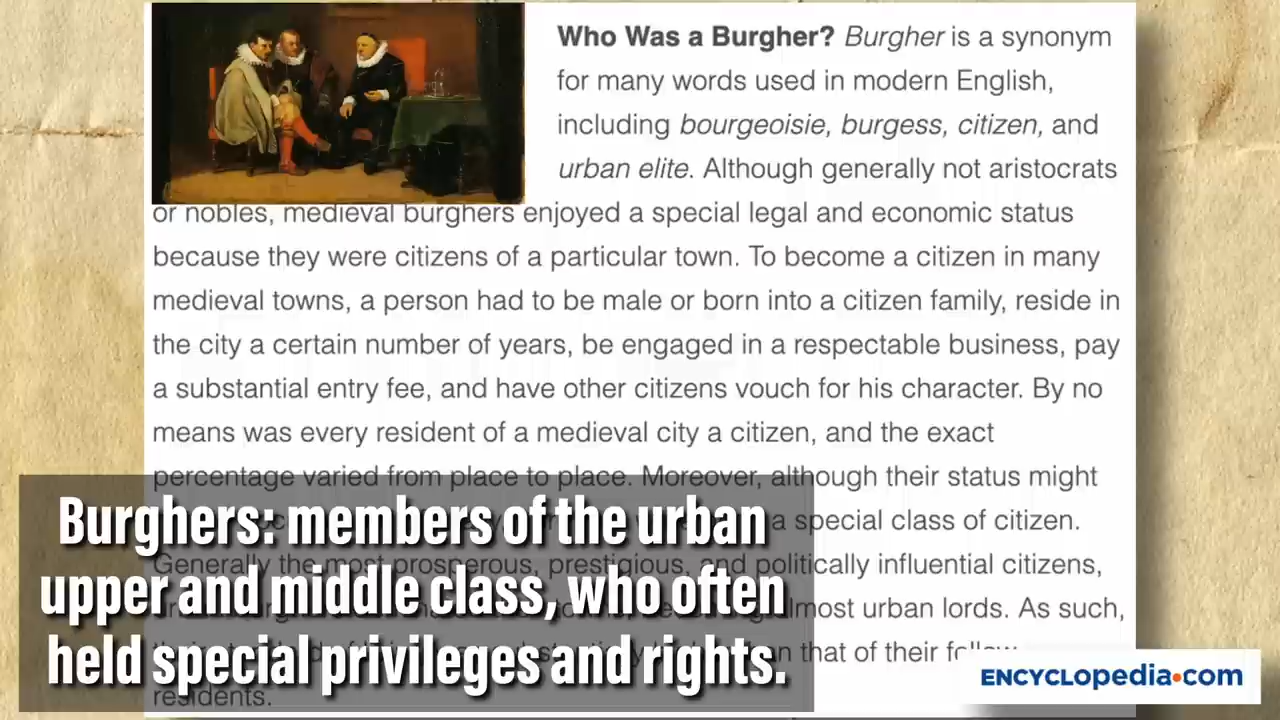 Who Was a Burgher? Burgher is a synonym
for many words used in modern English,
including bourgeoisie, burgess, citizen, and
urban elite. Although generally not aristocrats
or nobles, medieval burghers enjoyed a special legal and economic status
because they were citizens of a particular town. To become a citizen in many
medieval towns, a person had to be male or born into a citizen family, reside in
the city a certain number of years, be engaged in a respectable business, pay
a substantial entry fee, and have other citizens vouch for his character. By no
means was every resident of a medieval city a citizen, and the exact
percentage varied from place to place. Moreover, although their status might
a special class of citizen.
Generally the most prosperous, prestigious, and politically influential citizens,
almost urban lords. As such,
that of their fellow
residents.
Burghers: members of the urban
upper and middle class, who often
held special privileges and rights.
ENCYCLOpedia.com